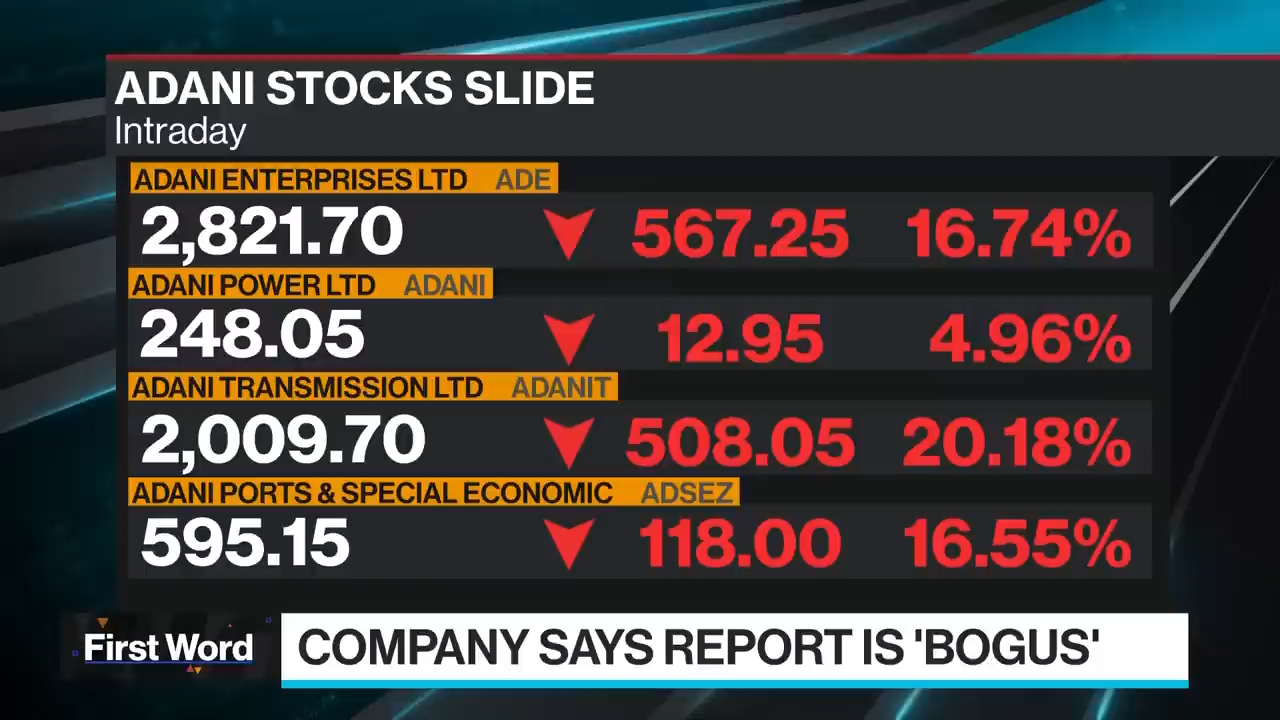 ADANI STOCKS SLIDE
Intraday
ADANI ENTERPRISES LTD ADE
2,821.70 567.25 16.74%
ADANI POWER LTD ADANI
248.05 12.95 4.96%
ADANI TRANSMISSION LTD ADANIT
2,009.70 508.05 20.18%
ADANI PORTS & SPECIAL ECONOMIC ADSEZ
595.15 118.00 16.55%
First Word
COMPANY SAYS REPORT IS 'BOGUS'